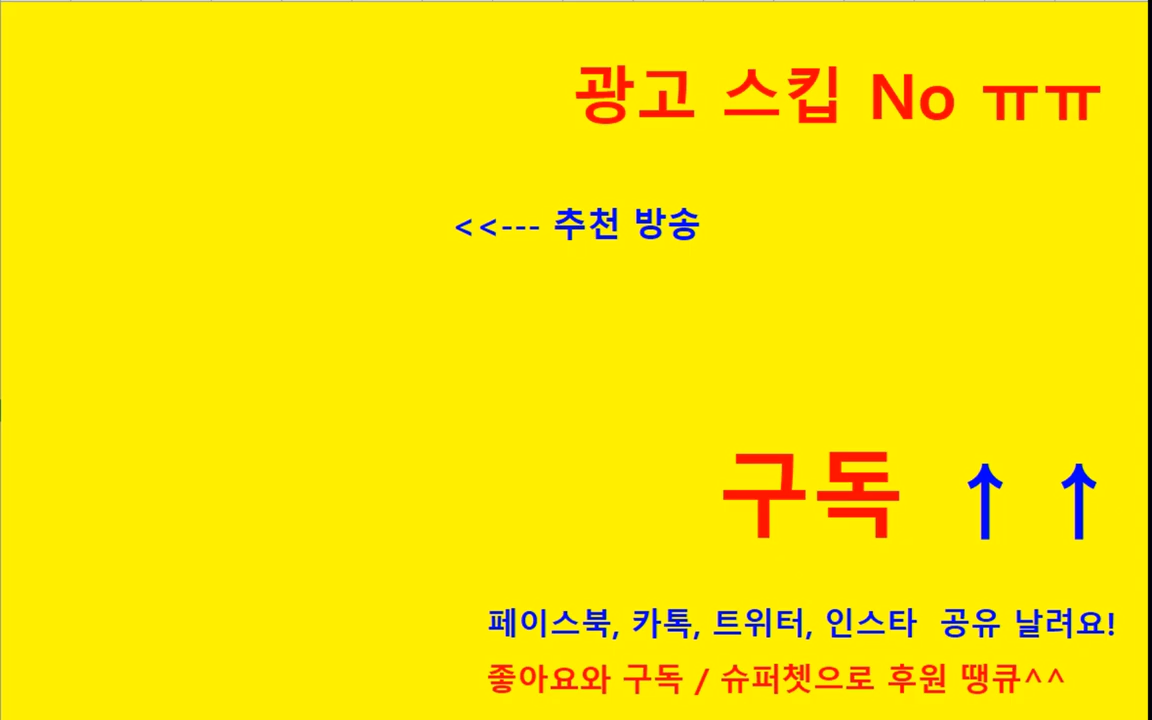 광고 스킵 No ㅠㅠ
<<--- 추천 방송
구독 ↑ ↑
페이스북, 카톡, 트위터, 인스타 공유 날려요!
좋아요와 구독 / 슈퍼쳇으로 후원 땡큐^^